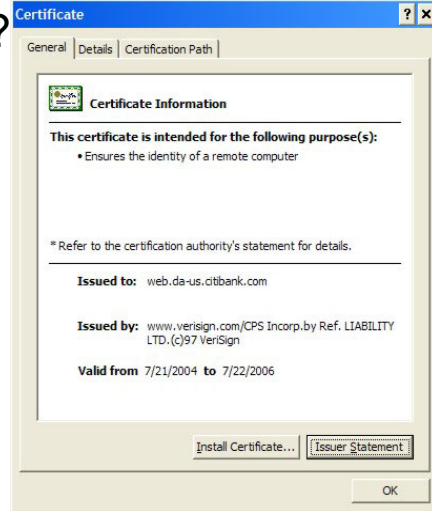 ?
Certificate
General Details Certification Path
Certificate Information
This certificate is intended for the following purpose(s):
• Ensures the identity of a remote computer
* Refer to the certification authority's statement for details.
Issued to: web.da-us.citibank.com
Issued by: www.verisign.com/CPS Incorp.by Ref. LIABILITY
LTD.(c)97 VeriSign
Valid from 7/21/2004 to 7/22/2006
Install Certificate... Issuer Statement
OK